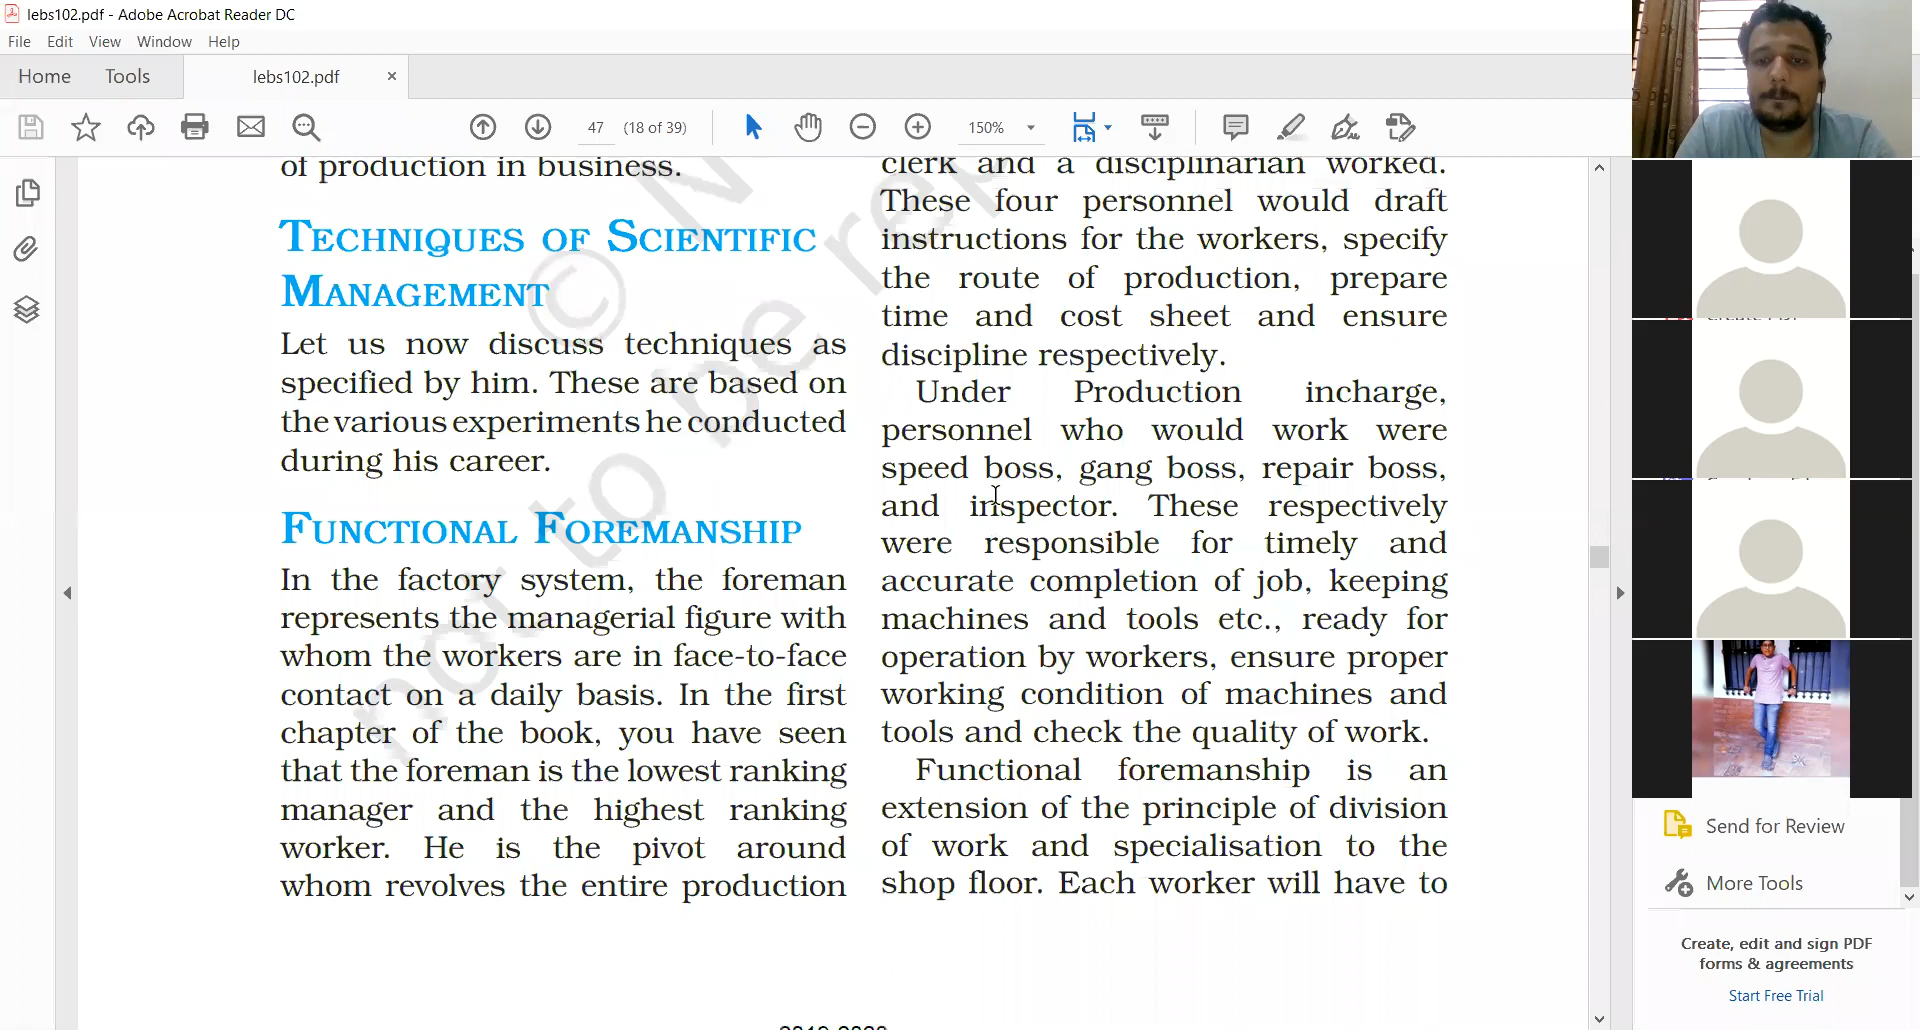 lebs102.pdf - Adobe Acrobat Reader DC
File Edit View Window Help
Home Tools lebs102.pdf ×
47 (18 of 39) 150%
of production in business.
TECHNIQUES OF SCIENTIFIC
MANAGEMENT
Let us now discuss techniques as
specified by him. These are based on
the various experiments he conducted
during his career.
FUNCTIONAL FOREMANSHIP
In the factory system, the foreman
represents the managerial figure with
whom the workers are in face-to-face
contact on a daily basis. In the first
chapter of the book, you have seen
that the foreman is the lowest ranking
manager and the highest ranking
worker. He is the pivot around
whom revolves the entire production
clerk and a disciplinarian worked.
These four personnel would draft
instructions for the workers, specify
the route of production, prepare
time and cost sheet and ensure
discipline respectively.
Under Production incharge,
personnel who would work were
speed boss, gang boss, repair boss,
and inspector. These respectively
were responsible for timely and
accurate completion of job, keeping
machines and tools etc., ready for
operation by workers, ensure proper
working condition of machines and
tools and check the quality of work.
Functional foremanship is an
extension of the principle of division
of work and specialisation to the
shop floor. Each worker will have to
© N
not to be rep
Send for Review
More Tools
Create, edit and sign PDF
forms & agreements
Start Free Trial